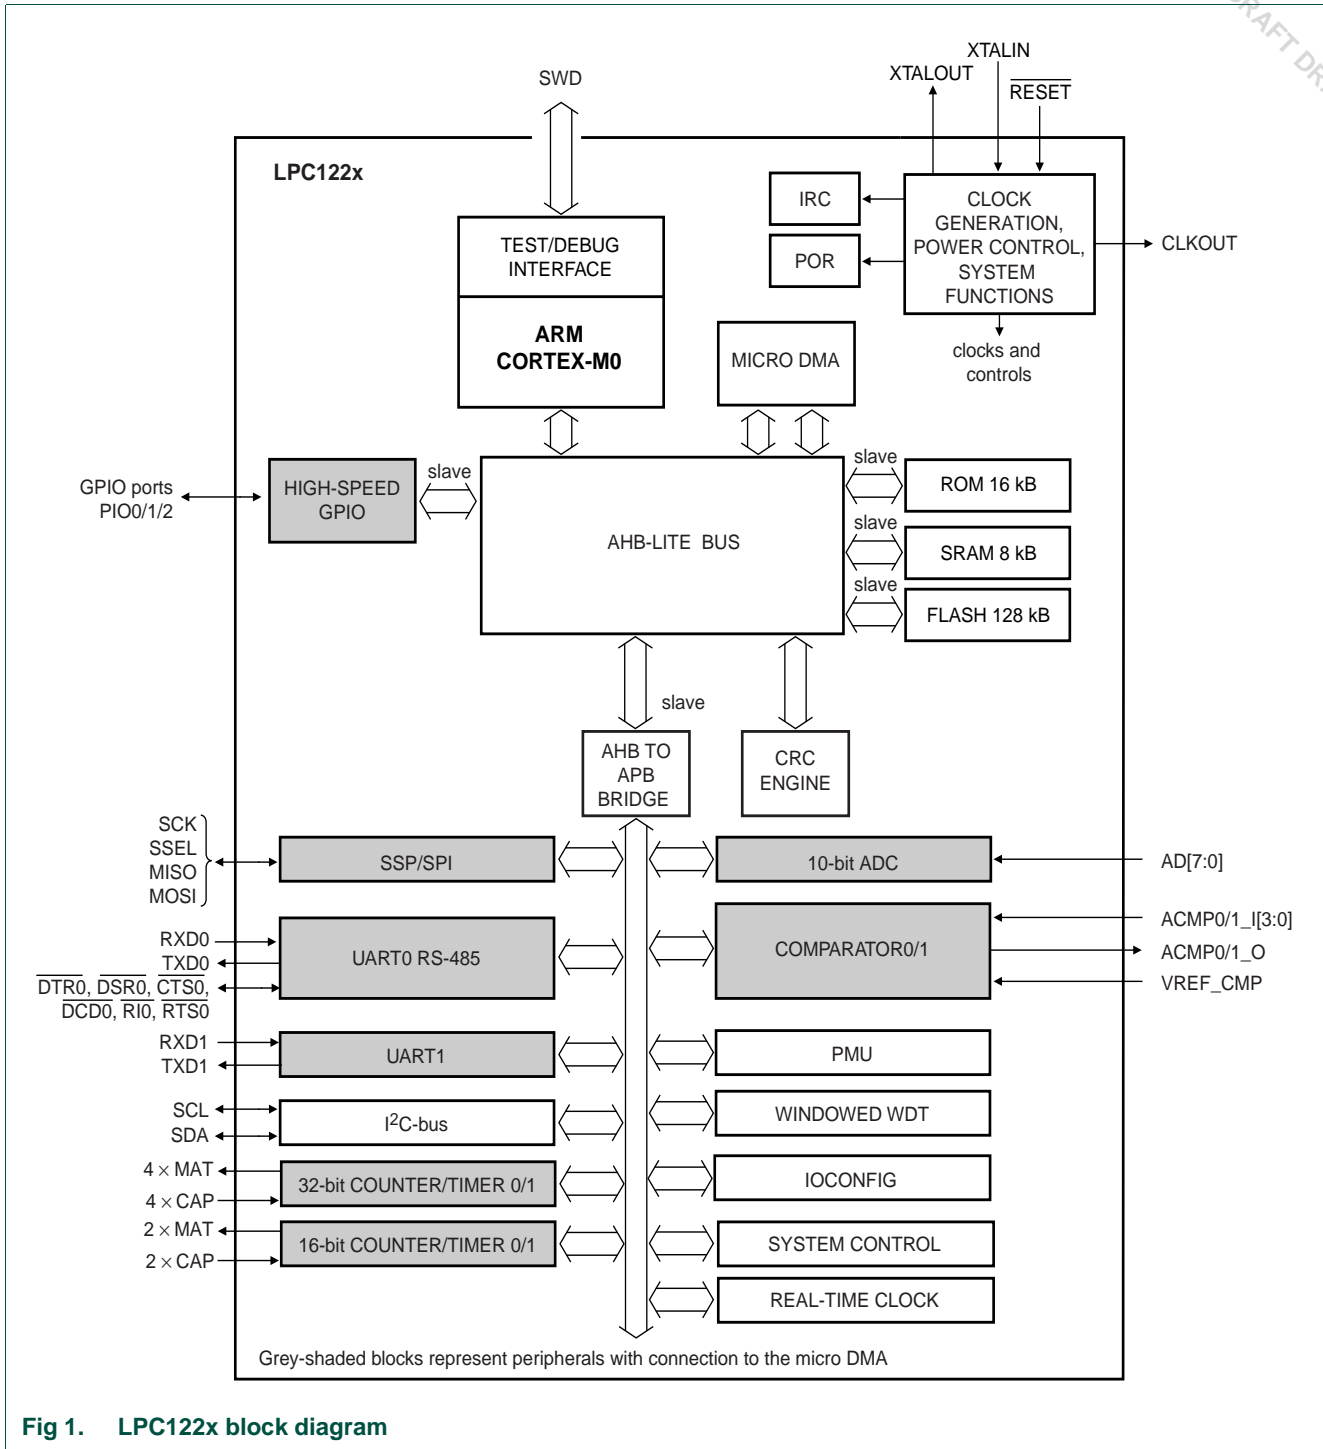 DRAFT DR
XTALIN
XTALOUT
RESET
SWD
LPC122x
TEST/DEBUG
INTERFACE
ARM
CORTEX-M0
IRC
POR
CLOCK
GENERATION,
POWER CONTROL,
SYSTEM
FUNCTIONS
CLKOUT
clocks and
controls
MICRO DMA
GPIO ports
PIO0/1/2
HIGH-SPEED
GPIO
slave
AHB-LITE BUS
slave
ROM 16 kB
slave
SRAM 8 kB
slave
FLASH 128 kB
slave
AHB TO
APB
BRIDGE
CRC
ENGINE
SCK
SSEL
MISO
MOSI
SSP/SPI
10-bit ADC
AD[7:0]
RXD0
TXD0
DTR0, DSR0, CTS0,
DCD0, RI0, RTS0
UART0 RS-485
COMPARATOR0/1
ACMP0/1_I[3:0]
ACMP0/1_O
VREF_CMP
RXD1
TXD1
UART1
PMU
SCL
SDA
I²C-bus
WINDOWED WDT
4 × MAT
4 × CAP
32-bit COUNTER/TIMER 0/1
IOCONFIG
2 × MAT
2 × CAP
16-bit COUNTER/TIMER 0/1
SYSTEM CONTROL
REAL-TIME CLOCK
Grey-shaded blocks represent peripherals with connection to the micro DMA
Fig 1. LPC122x block diagram